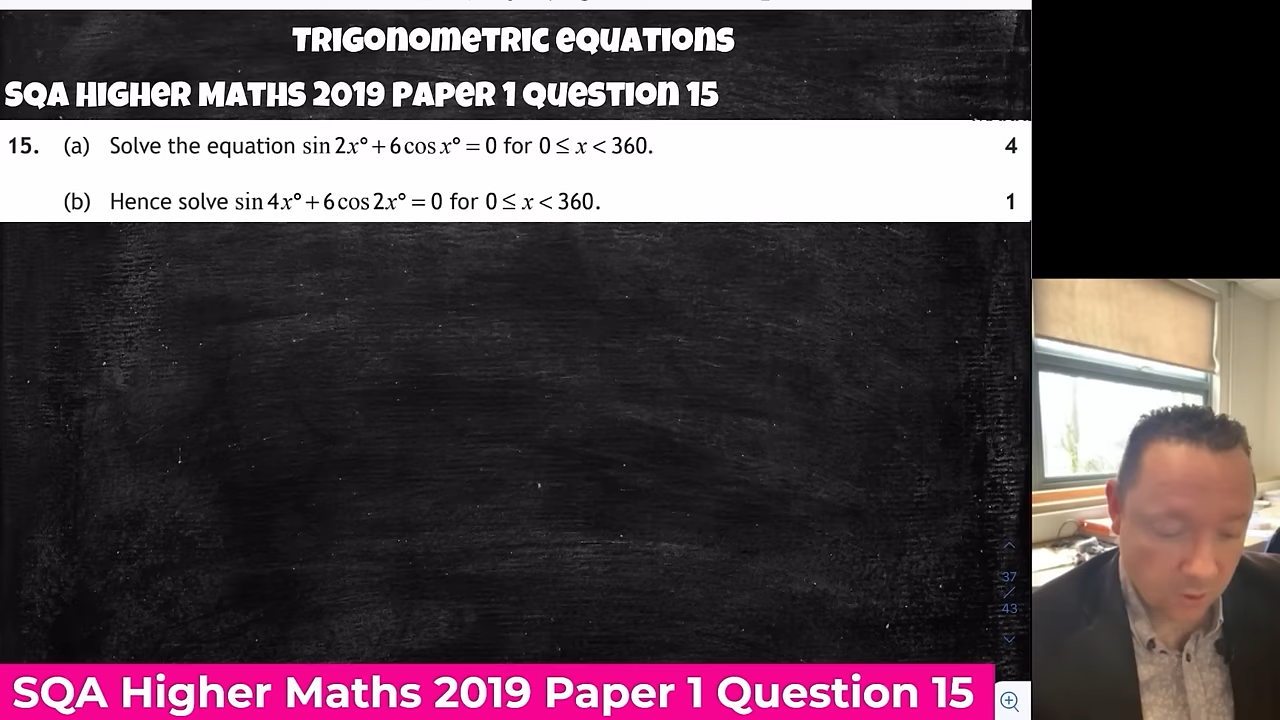 TRIGONOMETRIC EQUATIONS
SQA HIGHER MATHS 2019 PAPER 1 QUESTION 15
15. (a) Solve the equation sin 2x° + 6 cos x° = 0 for 0 ≤ x < 360. 4
(b) Hence solve sin 4x° + 6 cos 2x° = 0 for 0 ≤ x < 360. 1
37
/
43
SQA Higher Maths 2019 Paper 1 Question 15